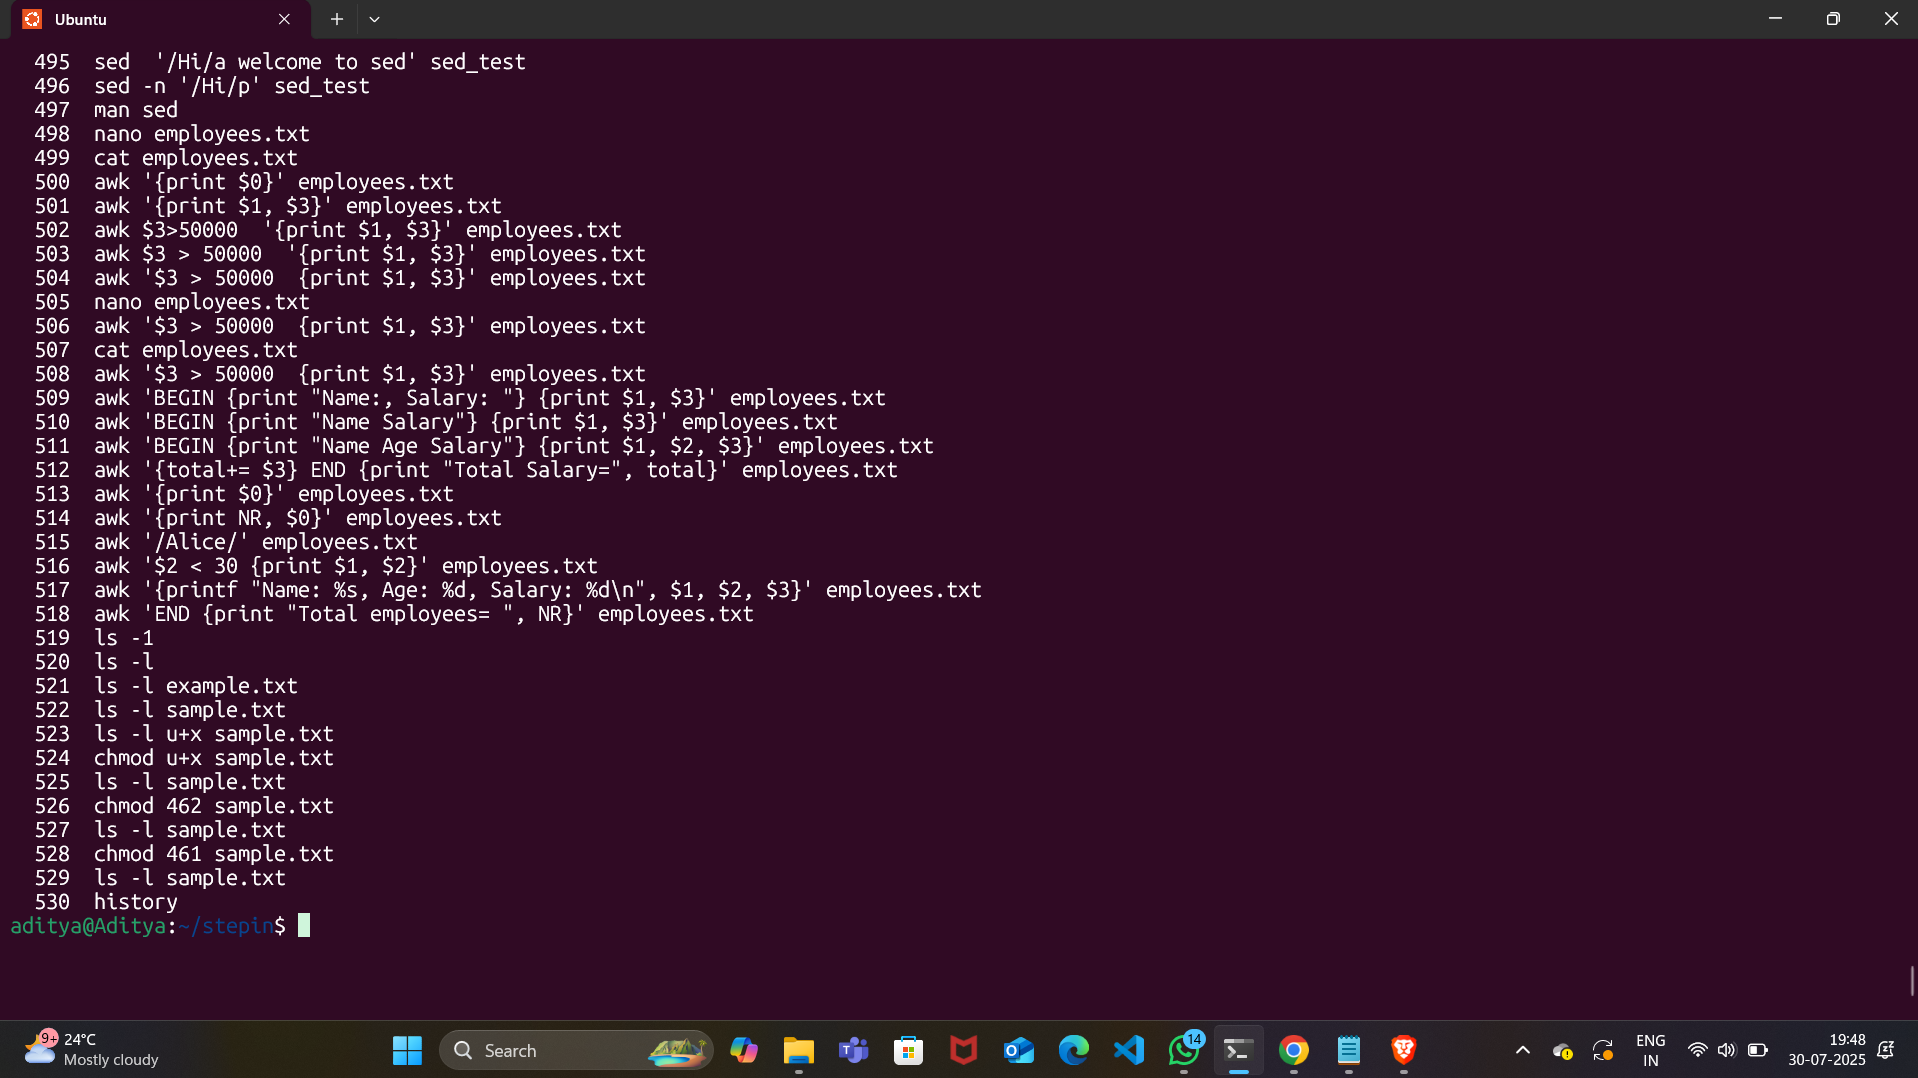 Ubuntu
495 sed  '/Hi/a welcome to sed' sed_test
496 sed -n '/Hi/p' sed_test
497 man sed
498 nano employees.txt
499 cat employees.txt
500 awk '{print $0}' employees.txt
501 awk '{print $1, $3}' employees.txt
502 awk $3>50000  '{print $1, $3}' employees.txt
503 awk $3 > 50000  '{print $1, $3}' employees.txt
504 awk '$3 > 50000  {print $1, $3}' employees.txt
505 nano employees.txt
506 awk '$3 > 50000  {print $1, $3}' employees.txt
507 cat employees.txt
508 awk '$3 > 50000  {print $1, $3}' employees.txt
509 awk 'BEGIN {print "Name:, Salary: "} {print $1, $3}' employees.txt
510 awk 'BEGIN {print "Name Salary"} {print $1, $3}' employees.txt
511 awk 'BEGIN {print "Name Age Salary"} {print $1, $2, $3}' employees.txt
512 awk '{total+= $3} END {print "Total Salary=", total}' employees.txt
513 awk '{print $0}' employees.txt
514 awk '{print NR, $0}' employees.txt
515 awk '/Alice/' employees.txt
516 awk '$2 < 30 {print $1, $2}' employees.txt
517 awk '{printf "Name: %s, Age: %d, Salary: %d\n", $1, $2, $3}' employees.txt
518 awk 'END {print "Total employees= ", NR}' employees.txt
519 ls -1
520 ls -l
521 ls -l example.txt
522 ls -l sample.txt
523 ls -l u+x sample.txt
524 chmod u+x sample.txt
525 ls -l sample.txt
526 chmod 462 sample.txt
527 ls -l sample.txt
528 chmod 461 sample.txt
529 ls -l sample.txt
530 history
aditya@Aditya:~/stepin$
9+
24°C
Mostly cloudy
Search
14
ENG
IN
19:48
30-07-2025